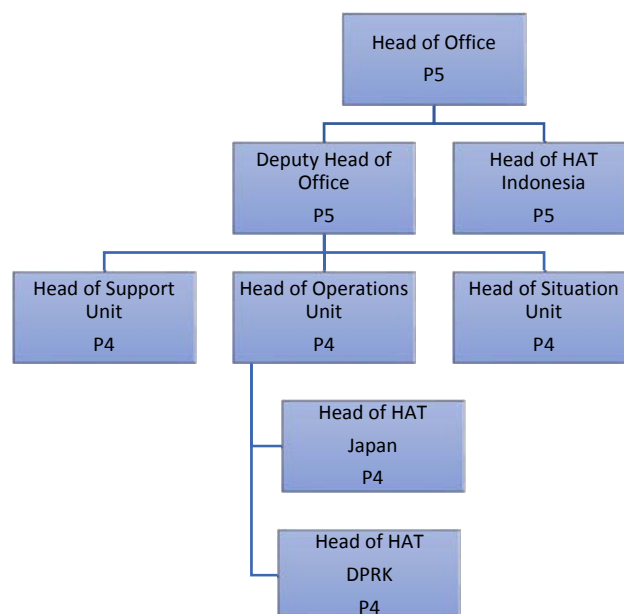 Head of Office
P5
Deputy Head of
Office
P5
Head of HAT
Indonesia
P5
Head of Support
Unit
P4
Head of Operations
Unit
P4
Head of Situation
Unit
P4
Head of HAT
Japan
P4
Head of HAT
DPRK
P4